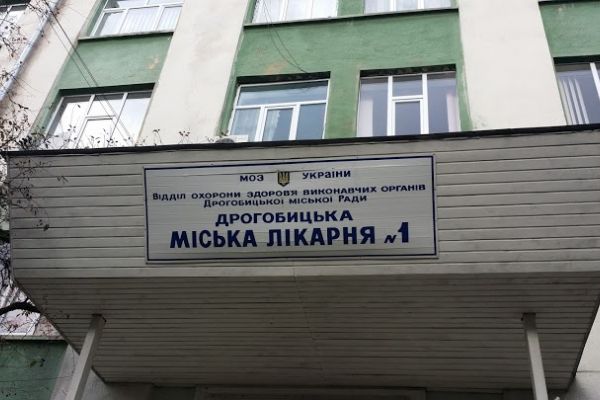 МОЗ УКРАЇНИ
ВІДДІЛ ОХОРОНИ ЗДОРОВ'Я ВИКОНАВЧИХ ОРГАНІВ
ДРОГОБИЦЬКОЇ МІСЬКОЇ РАДИ
ДРОГОБИЦЬКА
МІСЬКА ЛІКАРНЯ №1